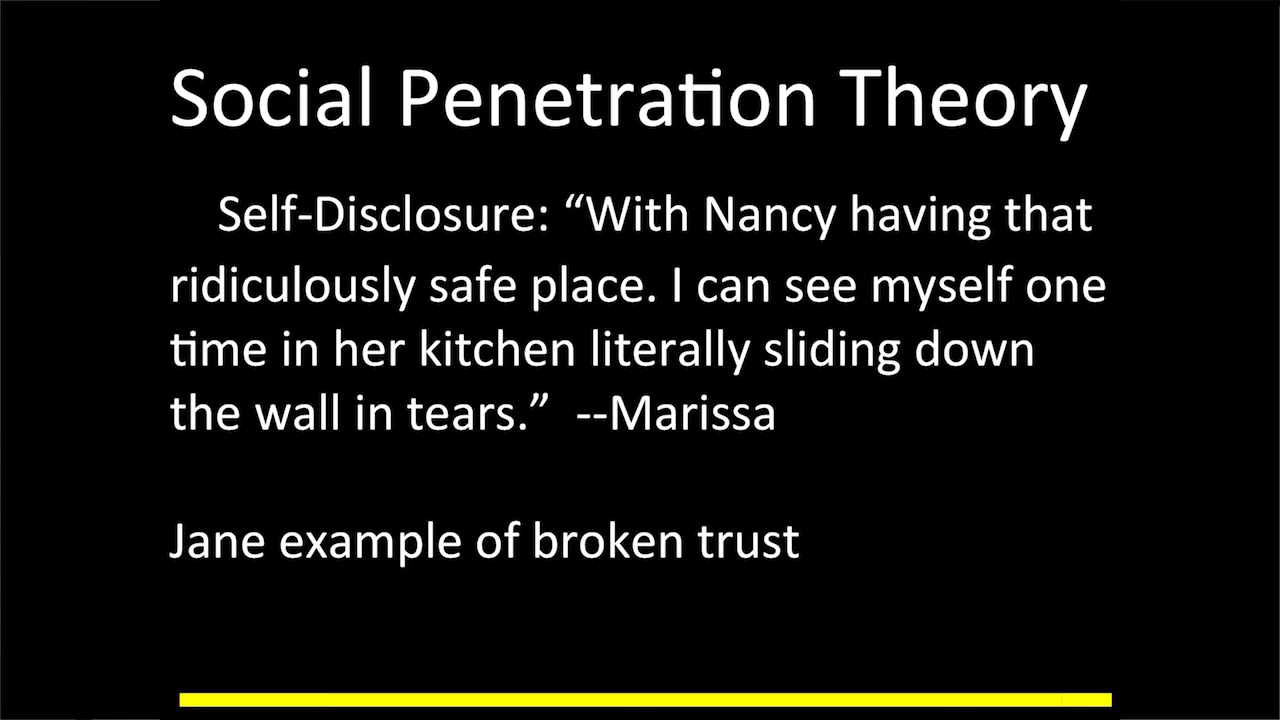 Social Penetration Theory
Self-Disclosure: “With Nancy having that
ridiculously safe place. I can see myself one
time in her kitchen literally sliding down
the wall in tears.”  --Marissa
Jane example of broken trust